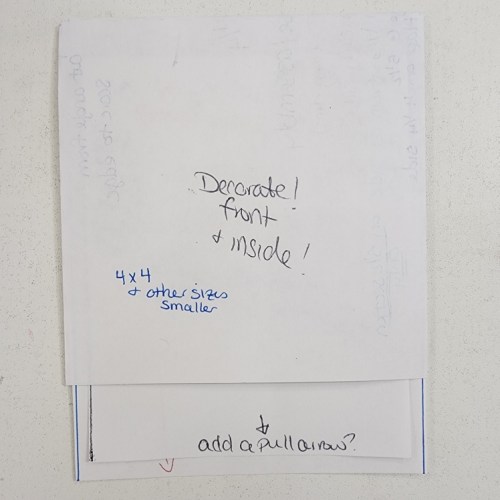 Decorate!
front
+ inside!
4x4
+ other sizes
smaller
add a pull arrow?